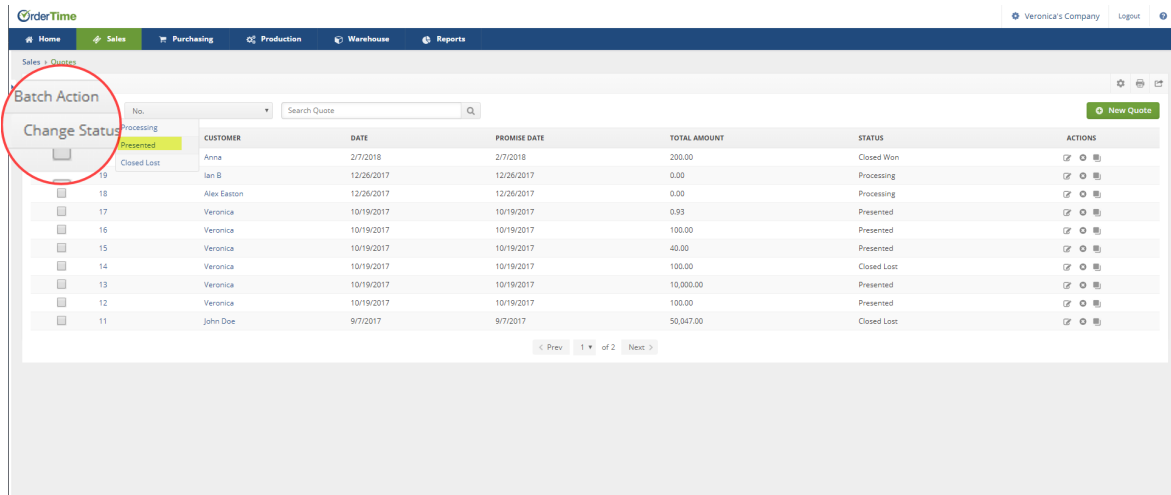 OrderTime
Veronica's Company Logout
Home Sales Purchasing Production Warehouse Reports
Sales › Quotes
Batch Action
No. Search Quote New Quote
Change Status
Processing
Presented
Closed Lost
CUSTOMER DATE PROMISE DATE TOTAL AMOUNT STATUS ACTIONS
Anna 2/7/2018 2/7/2018 200.00 Closed Won
19 Ian B 12/26/2017 12/26/2017 0.00 Processing
18 Alex Easton 12/26/2017 12/26/2017 0.00 Processing
17 Veronica 10/19/2017 10/19/2017 0.93 Presented
16 Veronica 10/19/2017 10/19/2017 100.00 Presented
15 Veronica 10/19/2017 10/19/2017 40.00 Presented
14 Veronica 10/19/2017 10/19/2017 100.00 Closed Lost
13 Veronica 10/19/2017 10/19/2017 10,000.00 Presented
12 Veronica 10/19/2017 10/19/2017 100.00 Presented
11 John Doe 9/7/2017 9/7/2017 50,047.00 Closed Lost
< Prev 1 of 2 Next >